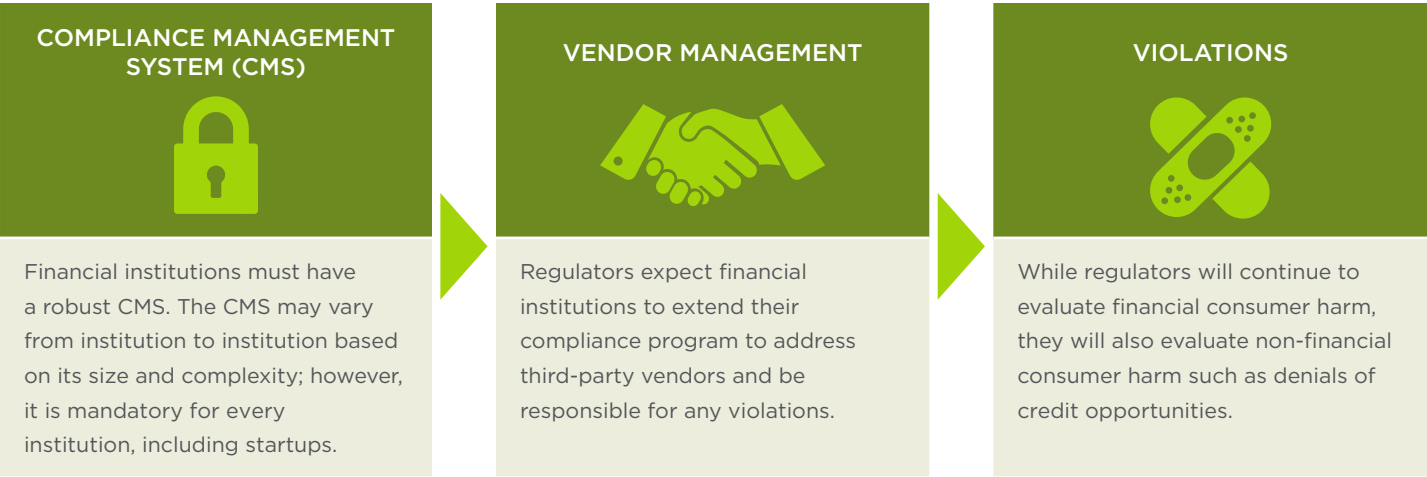 COMPLIANCE MANAGEMENT
SYSTEM (CMS)
Financial institutions must have
a robust CMS. The CMS may vary
from institution to institution based
on its size and complexity; however,
it is mandatory for every
institution, including startups.
VENDOR MANAGEMENT
Regulators expect financial
institutions to extend their
compliance program to address
third-party vendors and be
responsible for any violations.
VIOLATIONS
While regulators will continue to
evaluate financial consumer harm,
they will also evaluate non-financial
consumer harm such as denials of
credit opportunities.